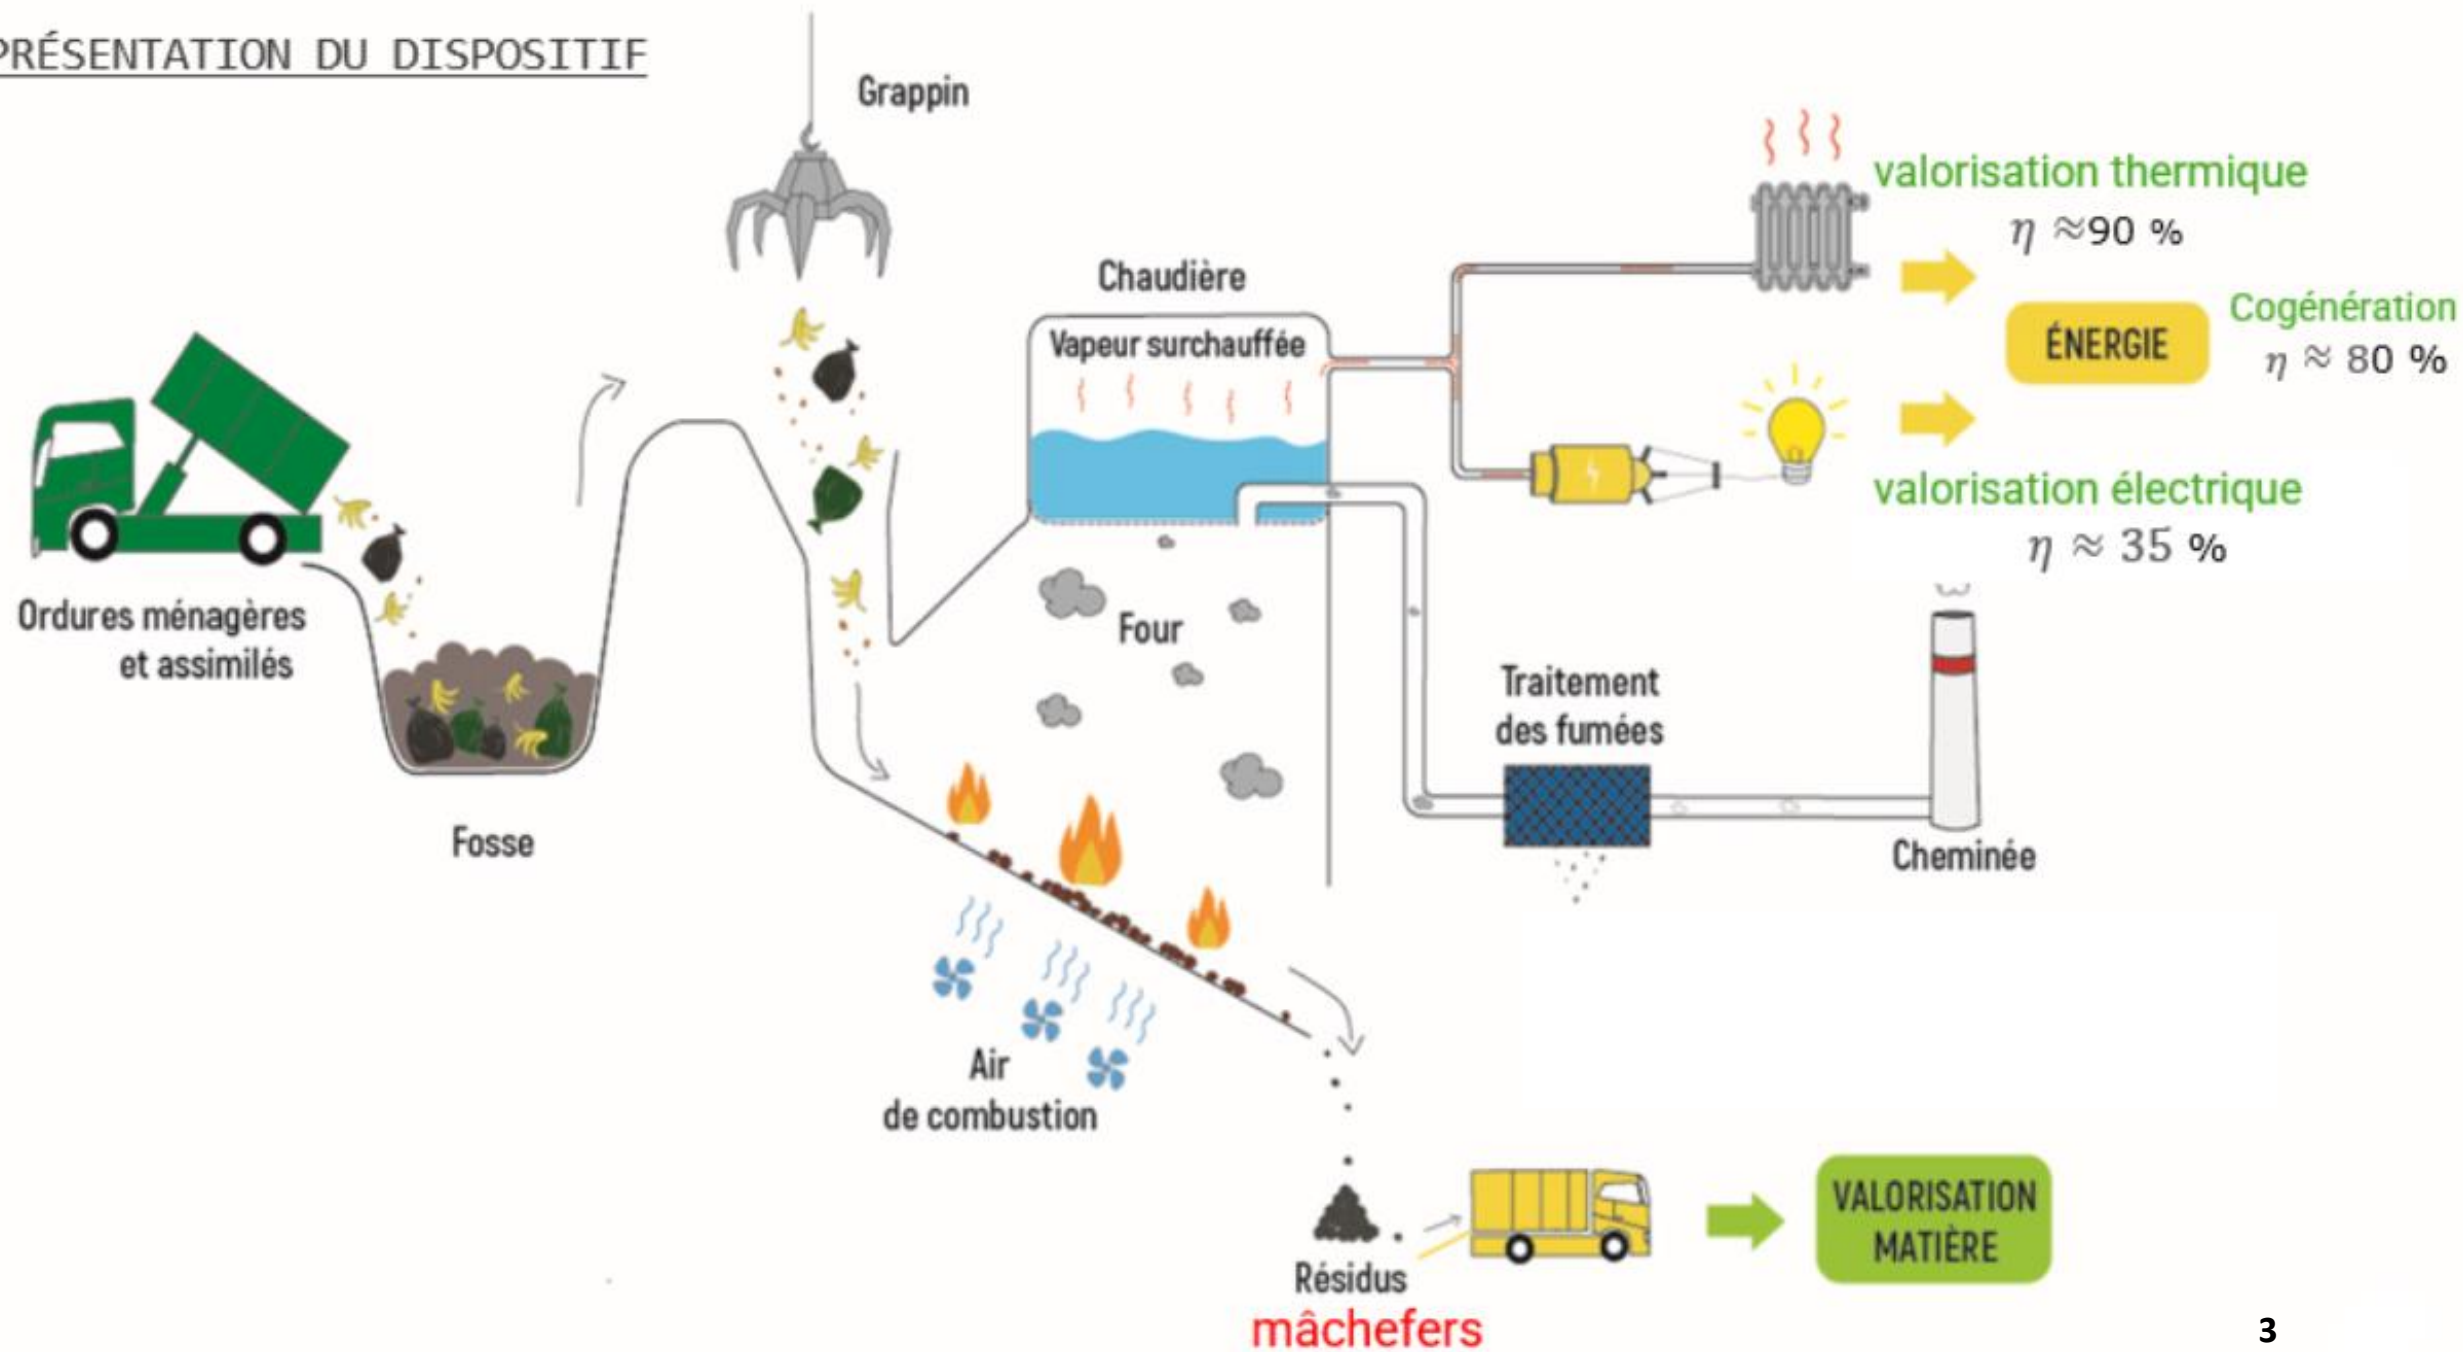 PRÉSENTATION DU DISPOSITIF
Grappin
valorisation thermique
η ≈90 %
Chaudière
Vapeur surchauffée
Cogénération
η ≈ 80 %
ÉNERGIE
valorisation électrique
η ≈ 35 %
Ordures ménagères
et assimilés
Four
Traitement
des fumées
Fosse
Cheminée
Air
de combustion
VALORISATION
MATIÈRE
Résidus
mâchefers
3